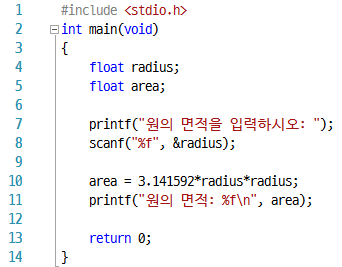 1 #include <stdio.h>
2 int main(void)
3 {
4 float radius;
5 float area;
6
7 printf("원의 면적을 입력하시오: ");
8 scanf("%f", &radius);
9
10 area = 3.141592*radius*radius;
11 printf("원의 면적: %f\n", area);
12
13 return 0;
14 }